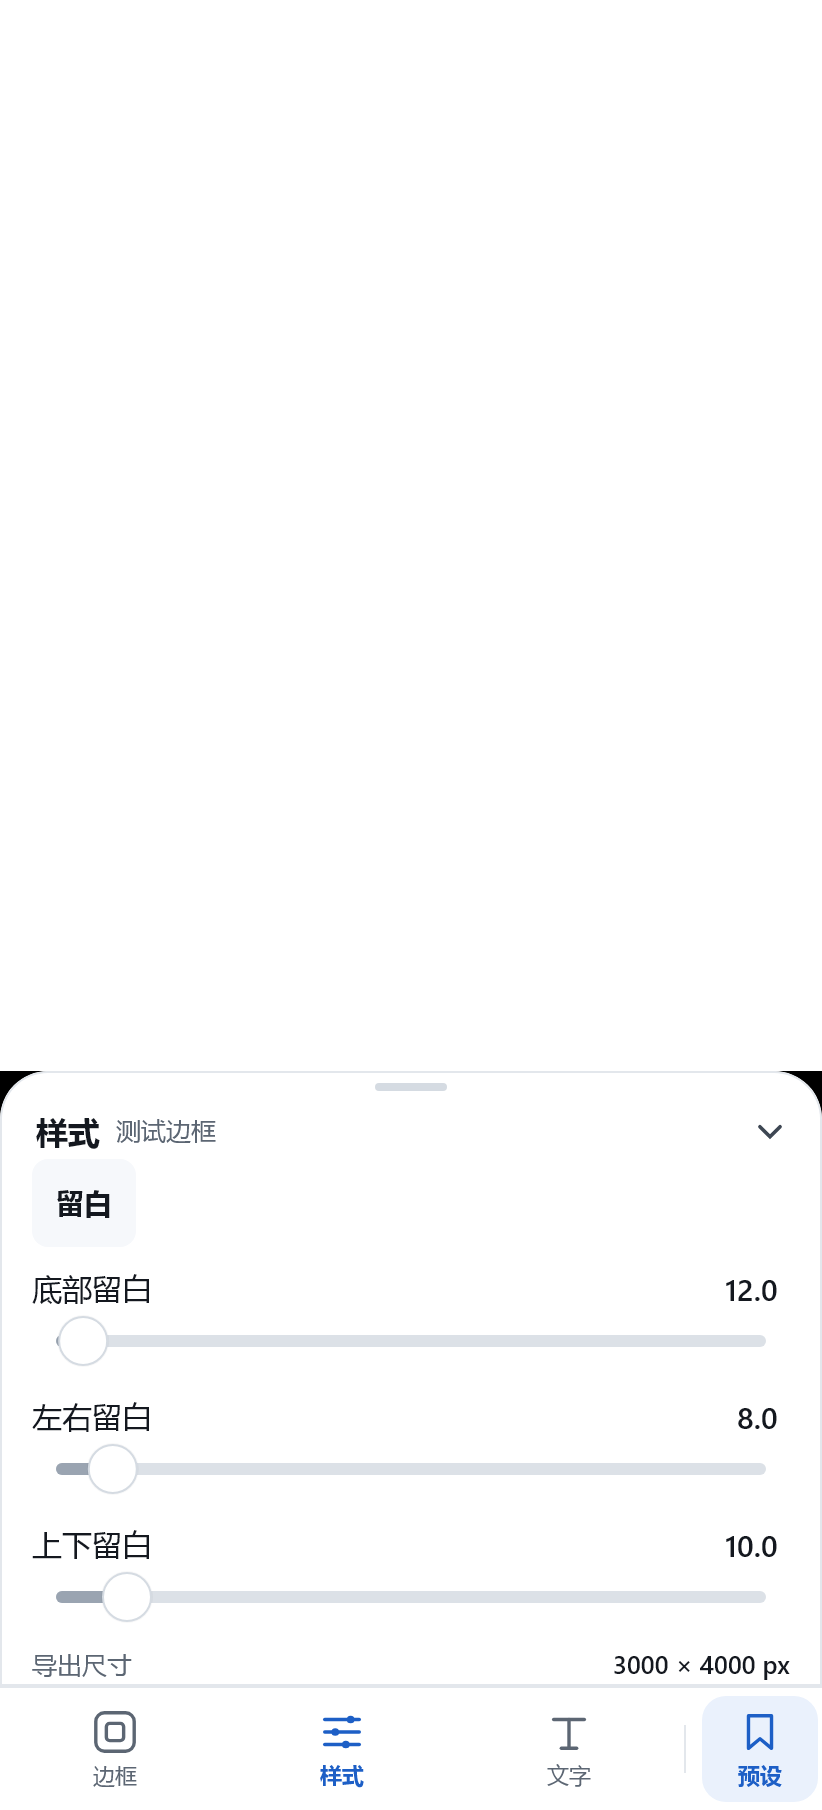 样式 测试边框
留白
底部留白 12.0
左右留白 8.0
上下留白 10.0
导出尺寸 3000 × 4000 px
边框 样式 文字 预设